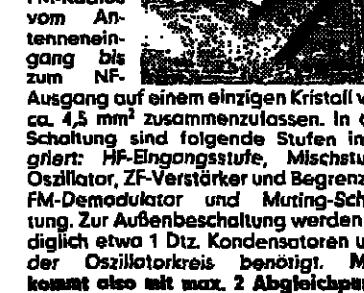 FM-Radios
vom An-
tennenein-
gang bis
zum NF-
Ausgang auf einem einzigen Kristall v
ca. 4,5 mm² zusammenzufassen. In d
Schaltung sind folgende Stufen in
griert: HF-Eingangsstufe, Mischstu
Oszillator, ZF-Verstärker und Begrenz
FM-Demodulator und Muting-Sch
tung. Zur Außenbeschaltung werden
diglich etwa 1 Dtz. Kondensatoren u
der Oszillatorkreis benötigt. M
kommt also mit max. 2 Abgleichpun